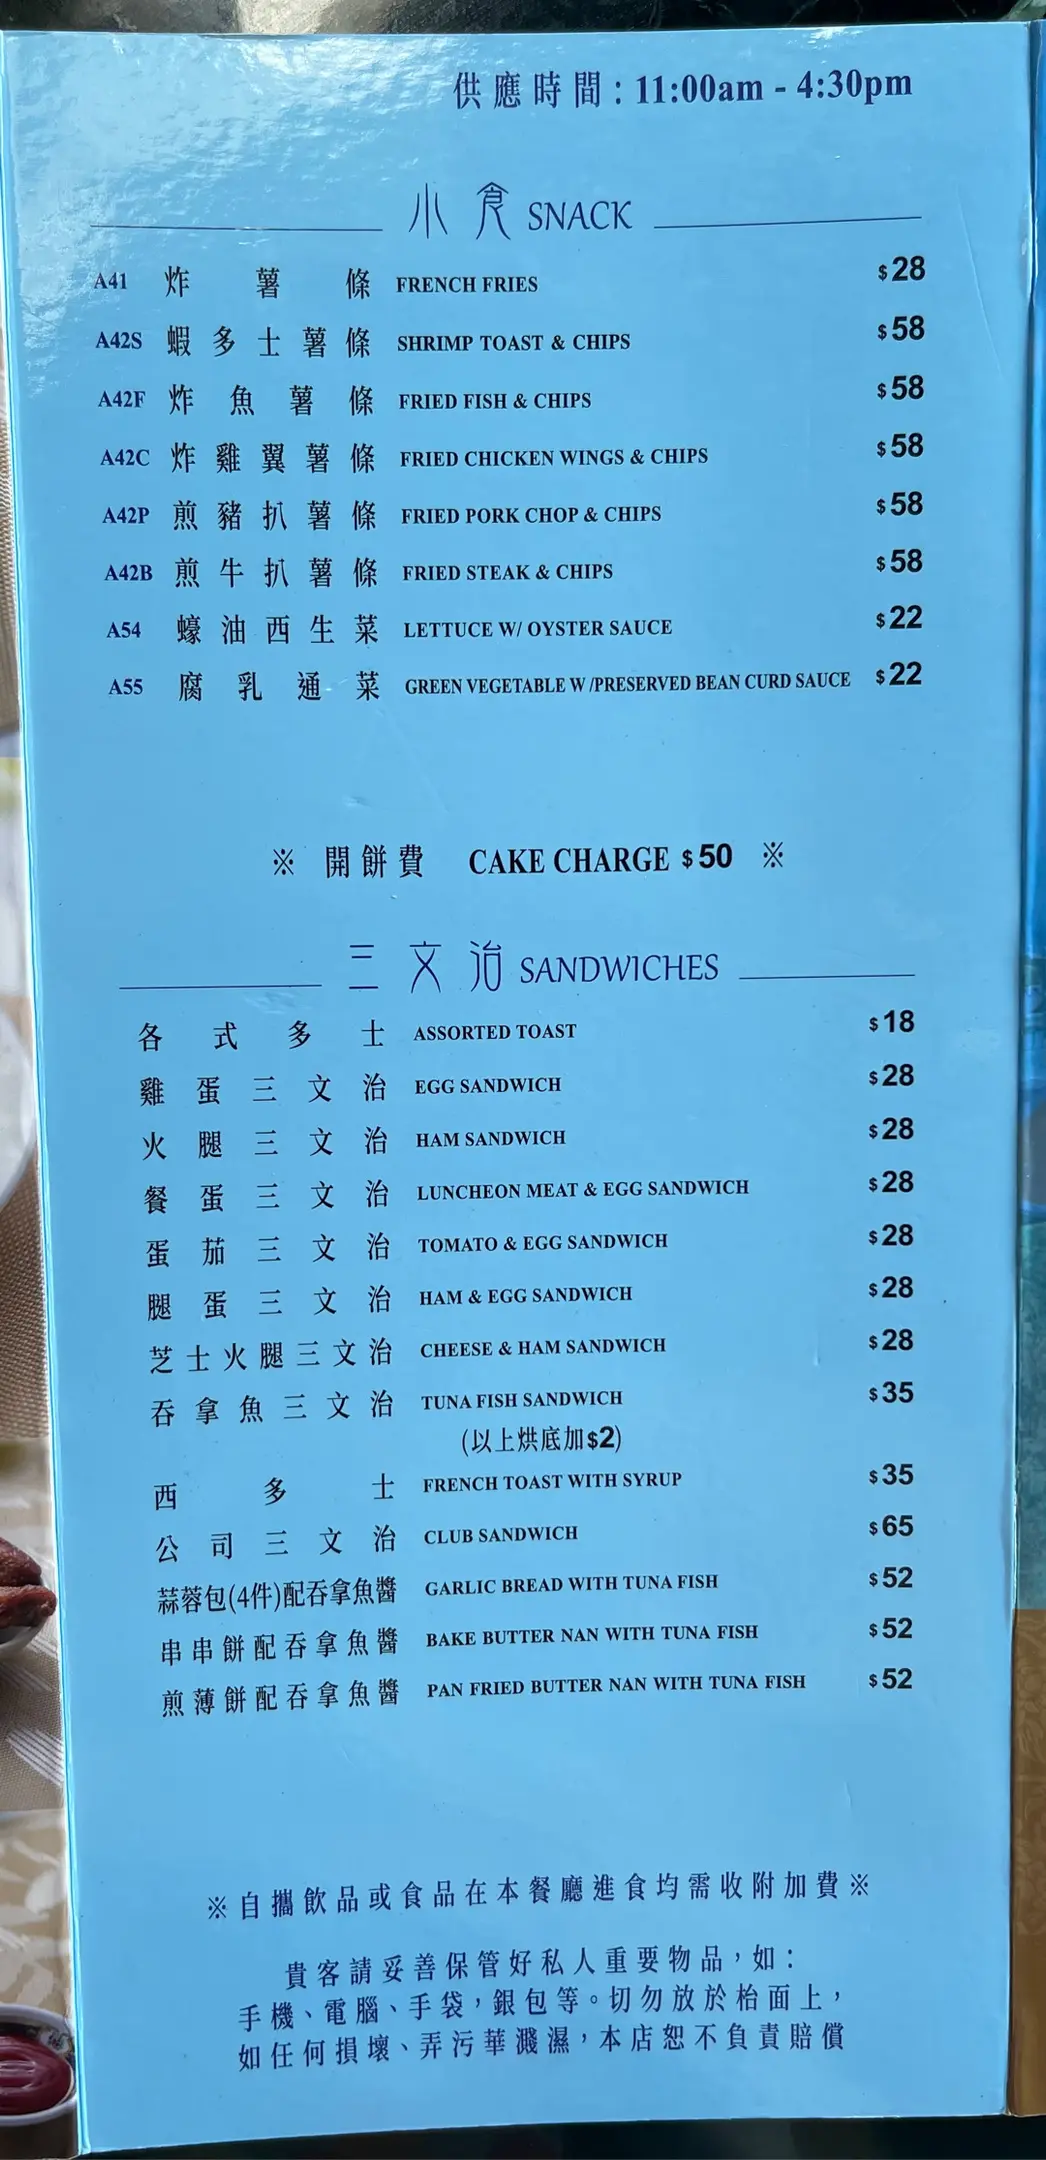 供應時間：11:00am - 4:30pm
小食 SNACK
A41 炸薯條 FRENCH FRIES $28
A42S 蝦多士薯條 SHRIMP TOAST & CHIPS $58
A42F 炸魚薯條 FRIED FISH & CHIPS $58
A42C 炸雞翼薯條 FRIED CHICKEN WINGS & CHIPS $58
A42P 煎豬扒薯條 FRIED PORK CHOP & CHIPS $58
A42B 煎牛扒薯條 FRIED STEAK & CHIPS $58
A54 蠔油西生菜 LETTUCE W/ OYSTER SAUCE $22
A55 腐乳通菜 GREEN VEGETABLE W /PRESERVED BEAN CURD SAUCE $22
※ 開餅費 CAKE CHARGE $50 ※
三文治 SANDWICHES
各式多士 ASSORTED TOAST $18
雞蛋三文治 EGG SANDWICH $28
火腿三文治 HAM SANDWICH $28
餐蛋三文治 LUNCHEON MEAT & EGG SANDWICH $28
蛋茄三文治 TOMATO & EGG SANDWICH $28
腿蛋三文治 HAM & EGG SANDWICH $28
芝士火腿三文治 CHEESE & HAM SANDWICH $28
吞拿魚三文治 TUNA FISH SANDWICH $35
(以上烘底加$2)
西多士 FRENCH TOAST WITH SYRUP $35
公司三文治 CLUB SANDWICH $65
蒜蓉包(4件)配吞拿魚醬 GARLIC BREAD WITH TUNA FISH $52
串串餅配吞拿魚醬 BAKE BUTTER NAN WITH TUNA FISH $52
煎薄餅配吞拿魚醬 PAN FRIED BUTTER NAN WITH TUNA FISH $52
※自攜飲品或食品在本餐廳進食均需收附加費※
貴客請妥善保管好私人重要物品，如：
手機、電腦、手袋，銀包等。切勿放於枱面上，
如任何損壞、弄污華濺濕，本店恕不負責賠償